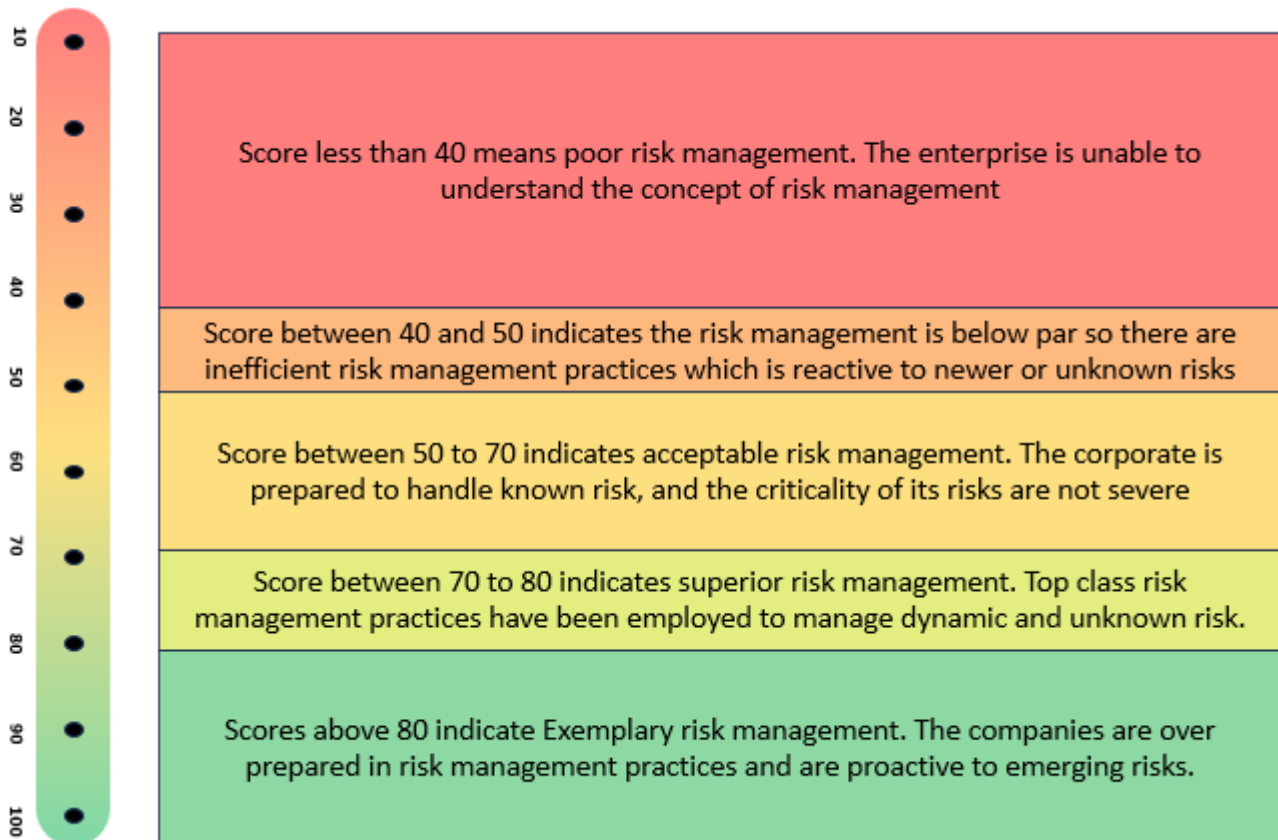 10
20
30
40
50
60
70
80
90
100
Score less than 40 means poor risk management. The enterprise is unable to
understand the concept of risk management
Score between 40 and 50 indicates the risk management is below par so there are
inefficient risk management practices which is reactive to newer or unknown risks
Score between 50 to 70 indicates acceptable risk management. The corporate is
prepared to handle known risk, and the criticality of its risks are not severe
Score between 70 to 80 indicates superior risk management. Top class risk
management practices have been employed to manage dynamic and unknown risk.
Scores above 80 indicate Exemplary risk management. The companies are over
prepared in risk management practices and are proactive to emerging risks.